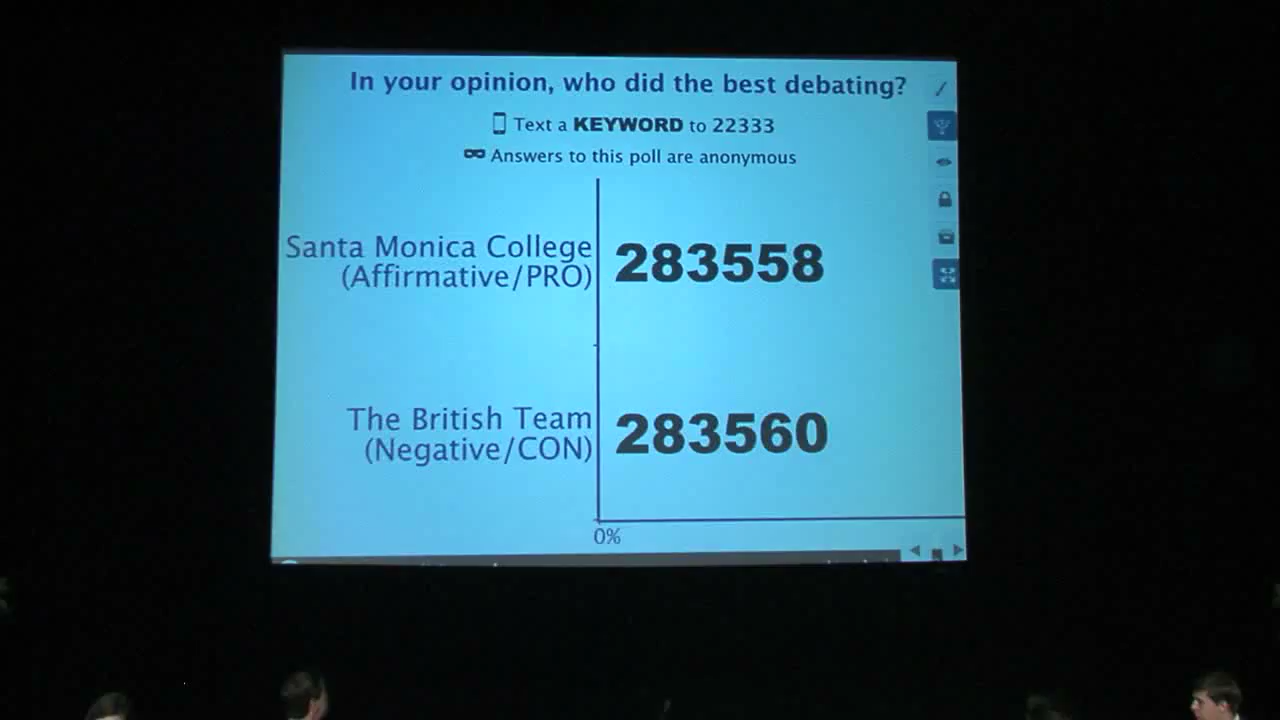 In your opinion, who did the best debating?
Text a KEYWORD to 22333
Answers to this poll are anonymous
Santa Monica College
(Affirmative/PRO)
283558
The British Team
(Negative/CON)
283560
0%